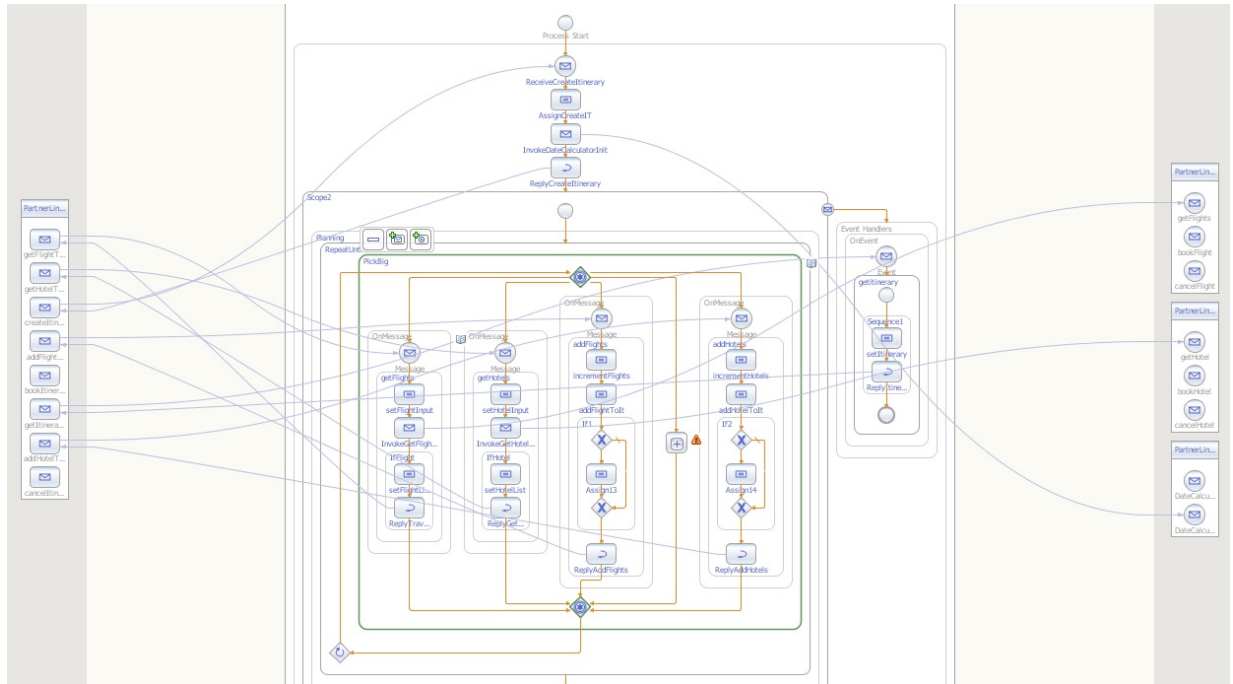 Process Start
ReceiveCreateItinerary
AssignCreateIT
InvokeDateCalculatorInit
ReplyCreateItinerary
Scope2
PartnerLin...
getFlightT...
getHotelT...
createItin...
addFlight...
bookItiner...
getItinera...
addHotelT...
cancelItin...
Planning
RepeatUnt
PickBig
OnMessage
Message
getFlights
setFlightInput
InvokeGetFligh...
IfFlight
setFlightLi...
ReplyTrav...
OnMessage
Message
getHotels
setHotelInput
InvokeGetHotel...
IfHotel
setHotelList
ReplyGet...
OnMessage
Message
addFlights
incrementFlights
addFlightToIt
If1
Assign13
ReplyAddFlights
OnMessage
Message
addHotels
incrementHotels
addHotelToIt
If2
Assign14
ReplyAddHotels
Event Handlers
OnEvent
Event
getitinerary
Sequence1
setItinerary
ReplyItine...
PartnerLin...
getFlights
bookFlight
cancelFlight
PartnerLin...
getHotel
bookHotel
cancelHotel
PartnerLin...
DateCalcu...
DateCalcu...